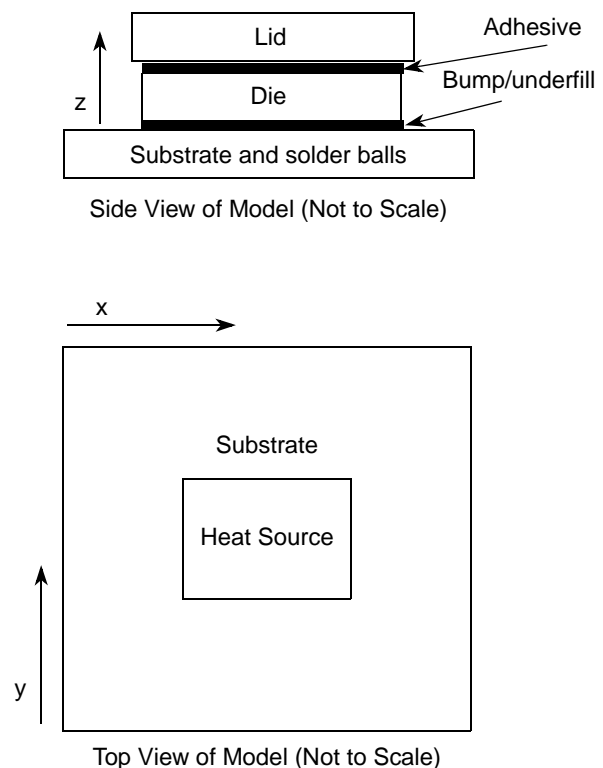 Lid
Adhesive
z
Die
Bump/underfill
Substrate and solder balls
Side View of Model (Not to Scale)
x
Substrate
Heat Source
y
Top View of Model (Not to Scale)